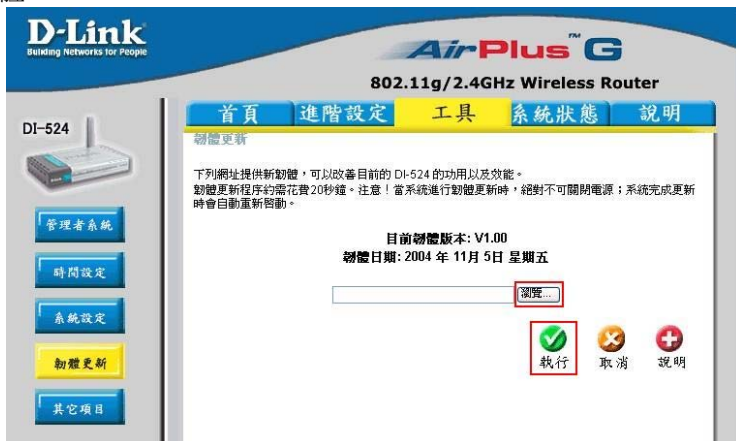 D-Link
Building Networks for People
AirPlus™ G
802.11g/2.4GHz Wireless Router
DI-524
首頁 進階設定 工具 系統狀態 說明
韌體更新
下列網址提供新韌體，可以改善目前的 DI-524 的功用以及效能。
韌體更新程序約需花費20秒鐘。注意！當系統進行韌體更新時，絕對不可關閉電源；系統完成更新
時會自動重新啓動。
目前韌體版本: V1.00
韌體日期: 2004 年 11月 5日 星期五
瀏覽...
執行 取消 說明
管理者系統
時間設定
系統設定
韌體更新
其它項目